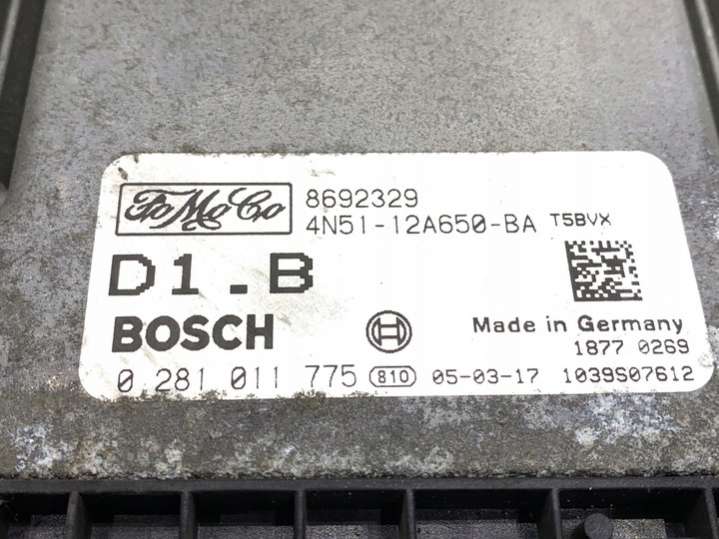 FoMoCo 8692329
4N51-12A650-BA T5BVX
D1.B
BOSCH
Made in Germany
1877 0269
0 281 011 775 810 05-03-17 1039S07612